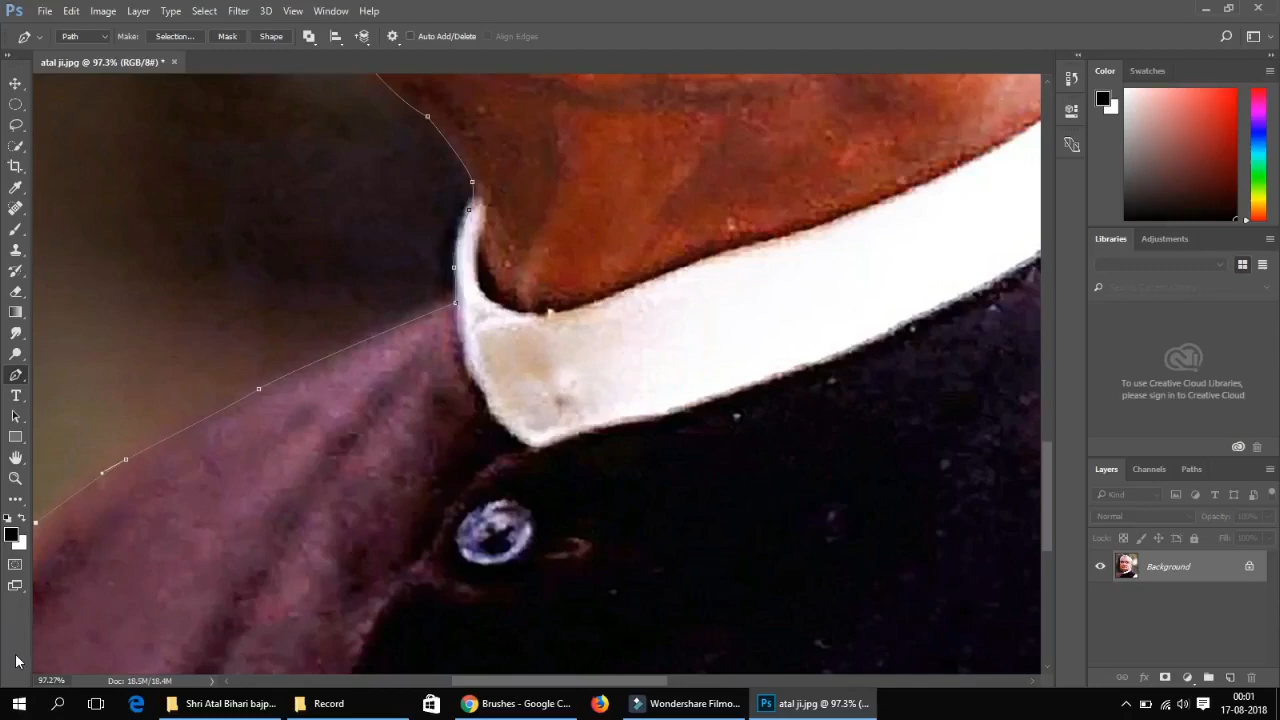 Ps File Edit Image Layer Type Select Filter 3D View Window Help
Path Make: Selection... Mask Shape Auto Add/Delete Align Edges
atal ji.jpg @ 97.3% (RGB/8#) * ×
Color Swatches
Libraries Adjustments
To use Creative Cloud Libraries,
please sign in to Creative Cloud
Layers Channels Paths
Kind
Normal Opacity: 100%
Lock: Fill: 100%
Background
97.27% Doc: 18.5M/18.4M
Shri Atal Bihari bajp... Record Brushes - Google C... Wondershare Filmo... Ps atal ji.jpg @ 97.3% (...
00:01
17-08-2018